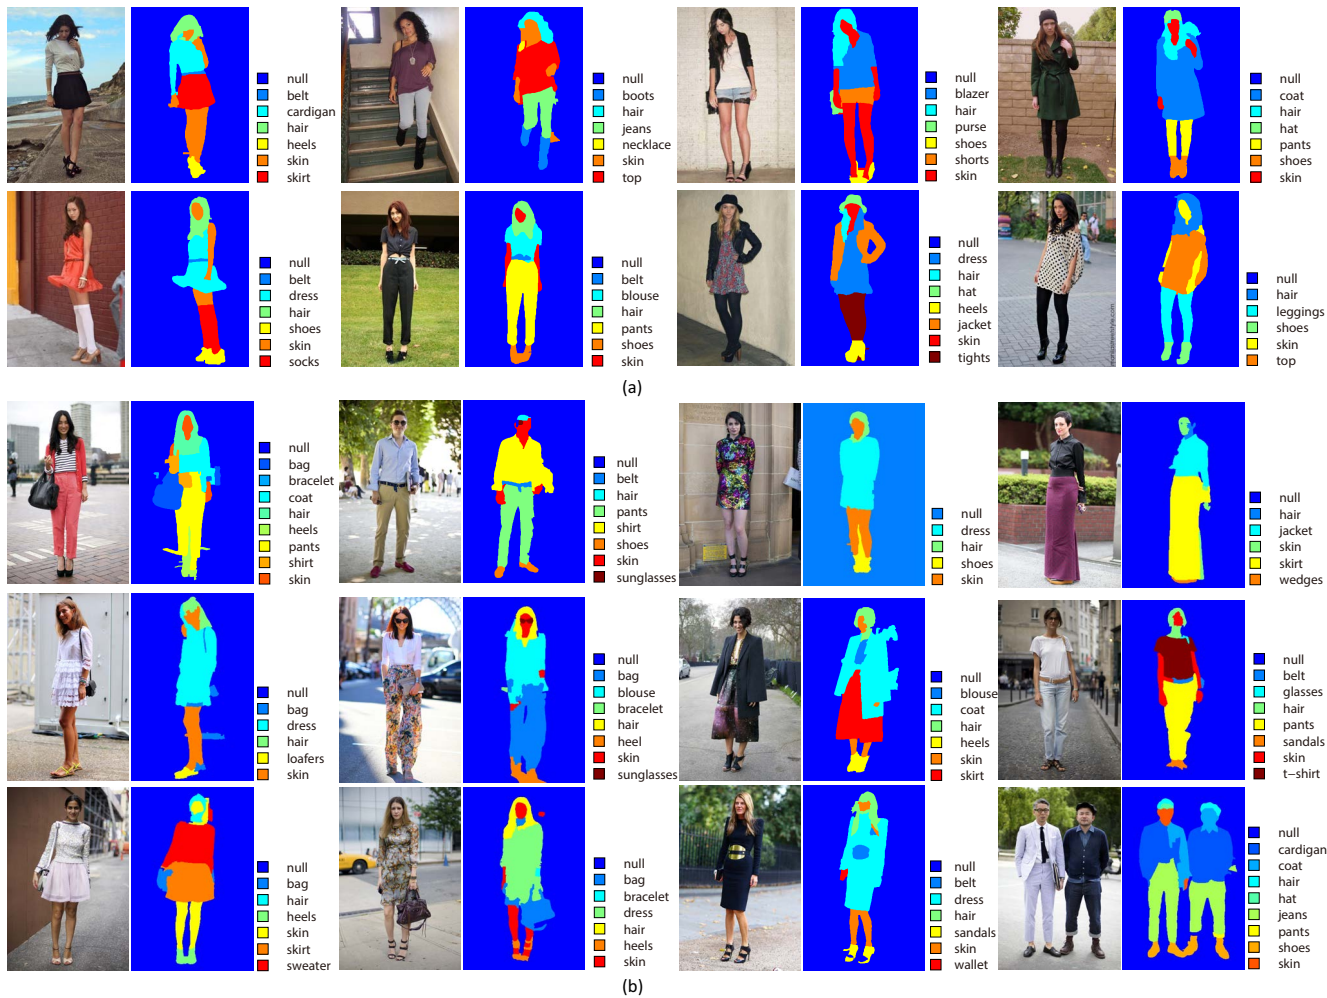 null
belt
cardigan
hair
heels
skin
skirt
null
boots
hair
jeans
necklace
skin
top
null
blazer
hair
purse
shoes
shorts
skin
null
coat
hair
hat
pants
shoes
skin
null
belt
dress
hair
shoes
skin
socks
null
belt
blouse
hair
pants
shoes
skin
null
dress
hair
hat
heels
jacket
skin
tights
null
hair
leggings
shoes
skin
top
(a)
null
bag
bracelet
coat
hair
heels
pants
shirt
skin
null
belt
hair
pants
shirt
shoes
skin
sunglasses
null
dress
hair
shoes
skin
null
hair
jacket
skin
skirt
wedges
null
bag
dress
hair
loafers
skin
null
bag
blouse
bracelet
hair
heel
skin
sunglasses
null
blouse
coat
hair
heels
skin
skirt
null
belt
glasses
hair
pants
sandals
skin
t-shirt
null
bag
hair
heels
skin
skirt
sweater
null
bag
bracelet
dress
hair
heels
skin
null
belt
dress
hair
sandals
skin
wallet
null
cardigan
coat
hair
hat
jeans
pants
shoes
skin
(b)